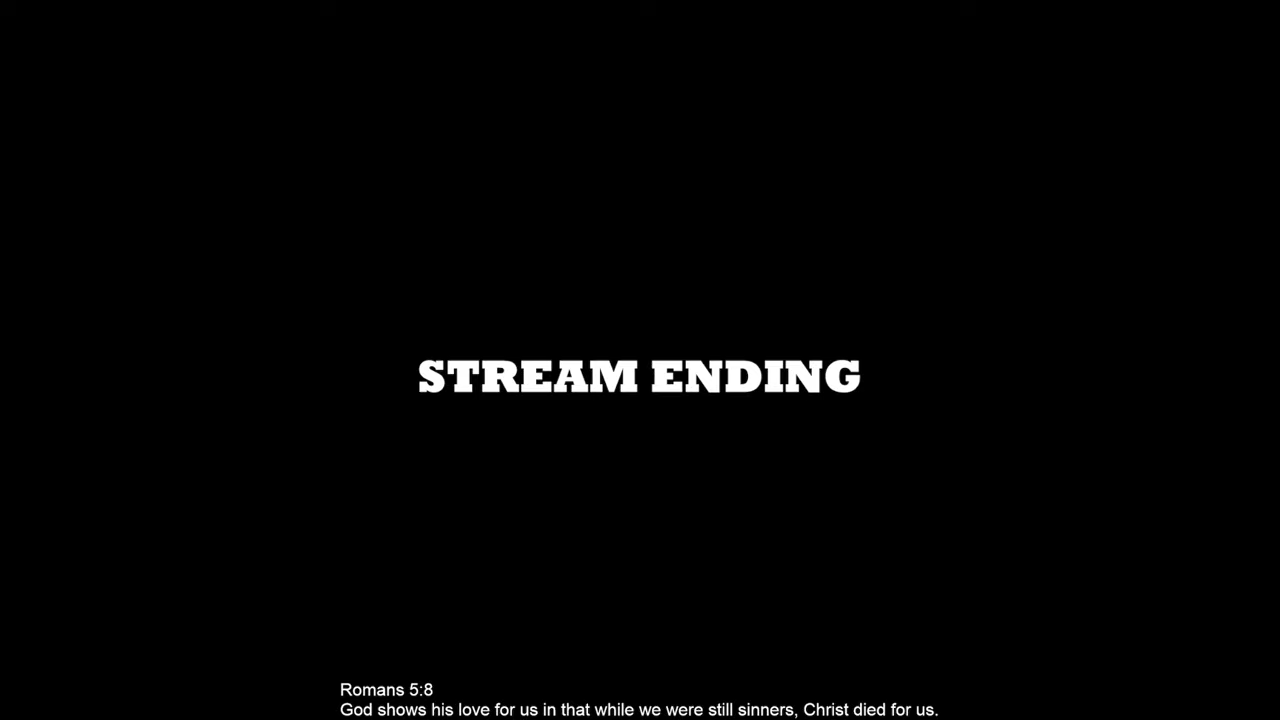 STREAM ENDING
Romans 5:8
God shows his love for us in that while we were still sinners, Christ died for us.